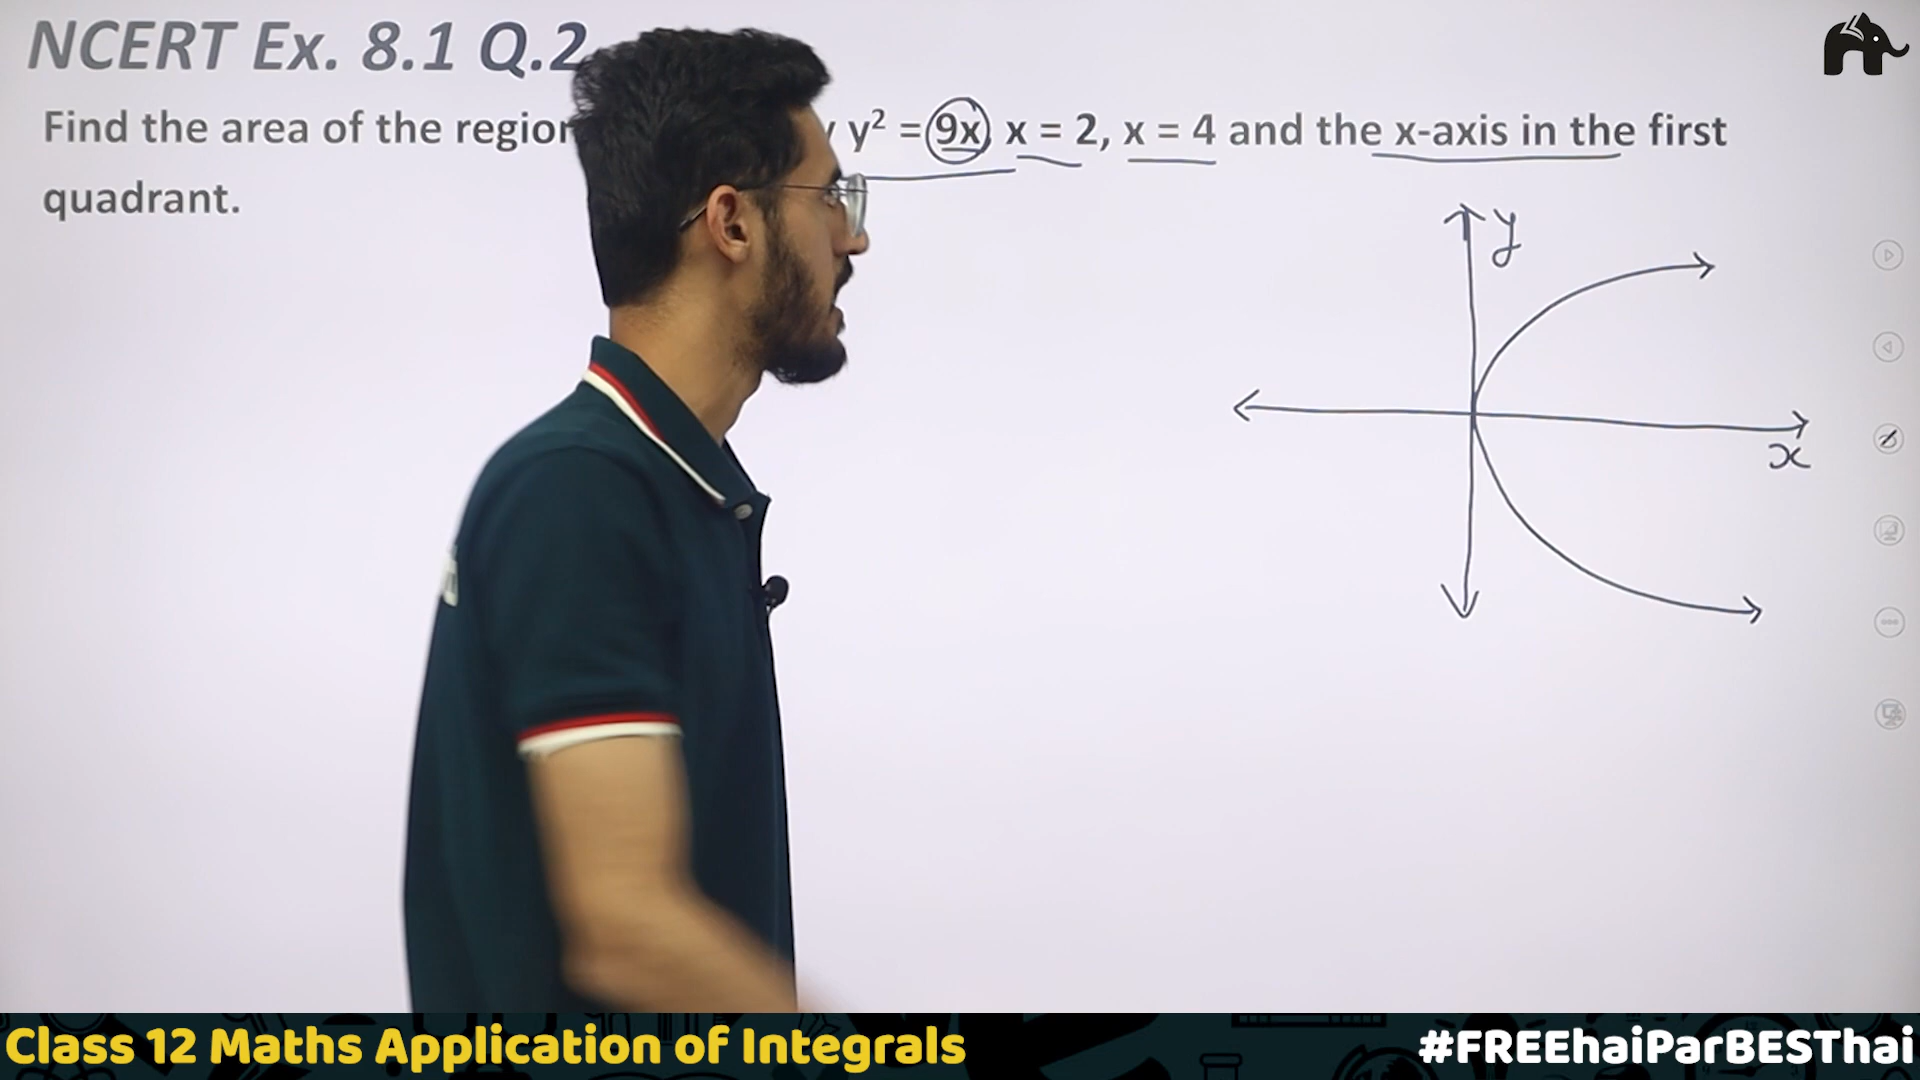 NCERT Ex. 8.1 Q.2
Find the area of the region y² = 9x, x = 2, x = 4 and the x-axis in the first
quadrant.
y
x
Class 12 Maths Application of Integrals
#FREEhaiParBESThai